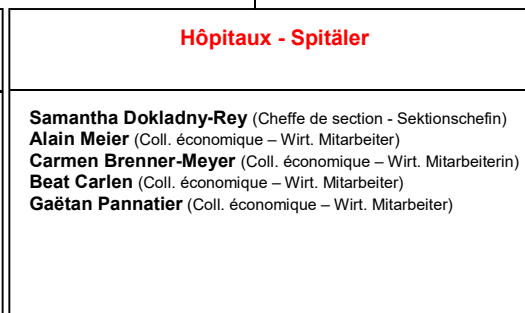 Hôpitaux - Spitäler
Samantha Dokladny-Rey (Cheffe de section - Sektionschefin)
Alain Meier (Coll. économique – Wirt. Mitarbeiter)
Carmen Brenner-Meyer (Coll. économique – Wirt. Mitarbeiterin)
Beat Carlen (Coll. économique – Wirt. Mitarbeiter)
Gaëtan Pannatier (Coll. économique – Wirt. Mitarbeiter)